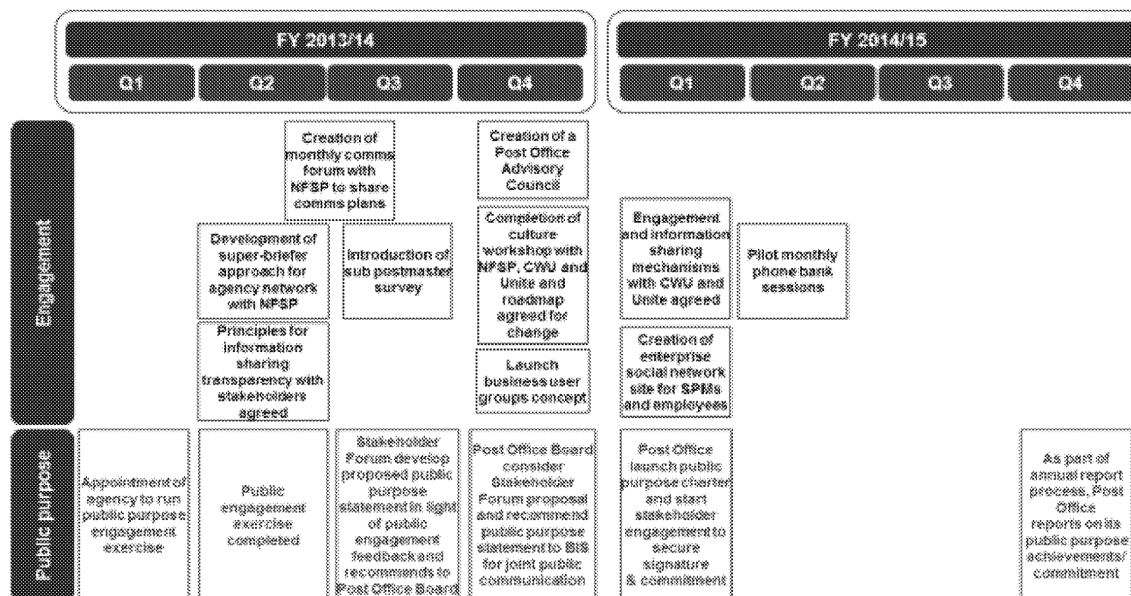 FY 2013/14
FY 2014/15
Q1
Q2
Q3
Q4
Q1
Q2
Q3
Q4
Engagement
Creation of
monthly comms
forum with
NFSP to share
comms plans
Development of
super-briefer
approach for
agency network
with NFSP
Principles for
information
sharing
transparency with
stakeholders
agreed
Introduction of
sub postmaster
survey
Creation of a
Post Office
Advisory
Council
Completion of
culture
workshop with
NFSP, CWU and
Unite and
roadmap
agreed for
change
Launch
business user
groups concept
Engagement
and information
sharing
mechanisms
with CWU and
Unite agreed
Creation of
enterprise
social network
site for SPMs
and employees
Pilot monthly
phone bank
sessions
Public purpose
Appointment of
agency to run
public purpose
engagement
exercise
Public
engagement
exercise
completed
Stakeholder
Forum develop
proposed public
purpose
statement in light
of public
engagement
feedback and
recommends to
Post Office Board
Post Office Board
consider
Stakeholder
Forum proposal
and recommend
public purpose
statement to BIS
for joint public
communication
Post Office
launch public
purpose charter
and start
stakeholder
engagement to
secure
signature
& commitment
As part of
annual report
process, Post
Office
reports on its
public purpose
achievements/
commitment